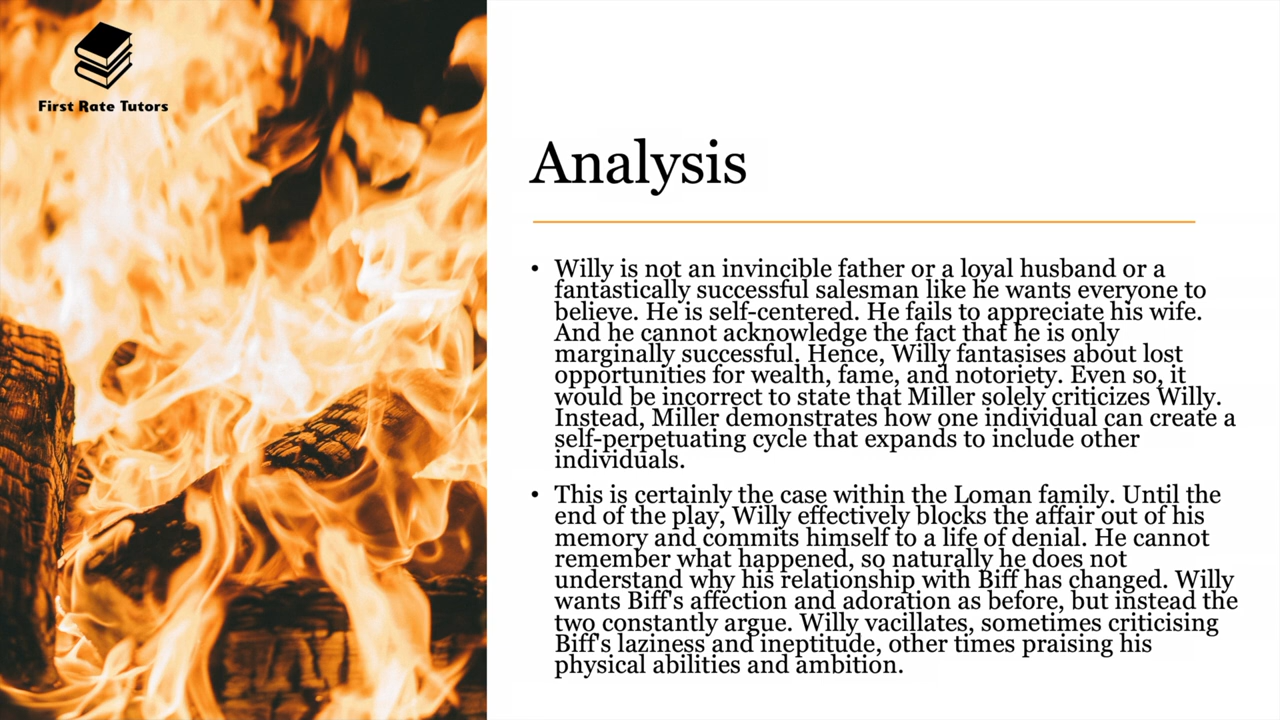 First Rate Tutors
Analysis
• Willy is not an invincible father or a loyal husband or a
fantastically successful salesman like he wants everyone to
believe. He is self-centered. He fails to appreciate his wife.
And he cannot acknowledge the fact that he is only
marginally successful. Hence, Willy fantasises about lost
opportunities for wealth, fame, and notoriety. Even so, it
would be incorrect to state that Miller solely criticizes Willy.
Instead, Miller demonstrates how one individual can create a
self-perpetuating cycle that expands to include other
individuals.
• This is certainly the case within the Loman family. Until the
end of the play, Willy effectively blocks the affair out of his
memory and commits himself to a life of denial. He cannot
remember what happened, so naturally he does not
understand why his relationship with Biff has changed. Willy
wants Biff's affection and adoration as before, but instead the
two constantly argue. Willy vacillates, sometimes criticising
Biff's laziness and ineptitude, other times praising his
physical abilities and ambition.